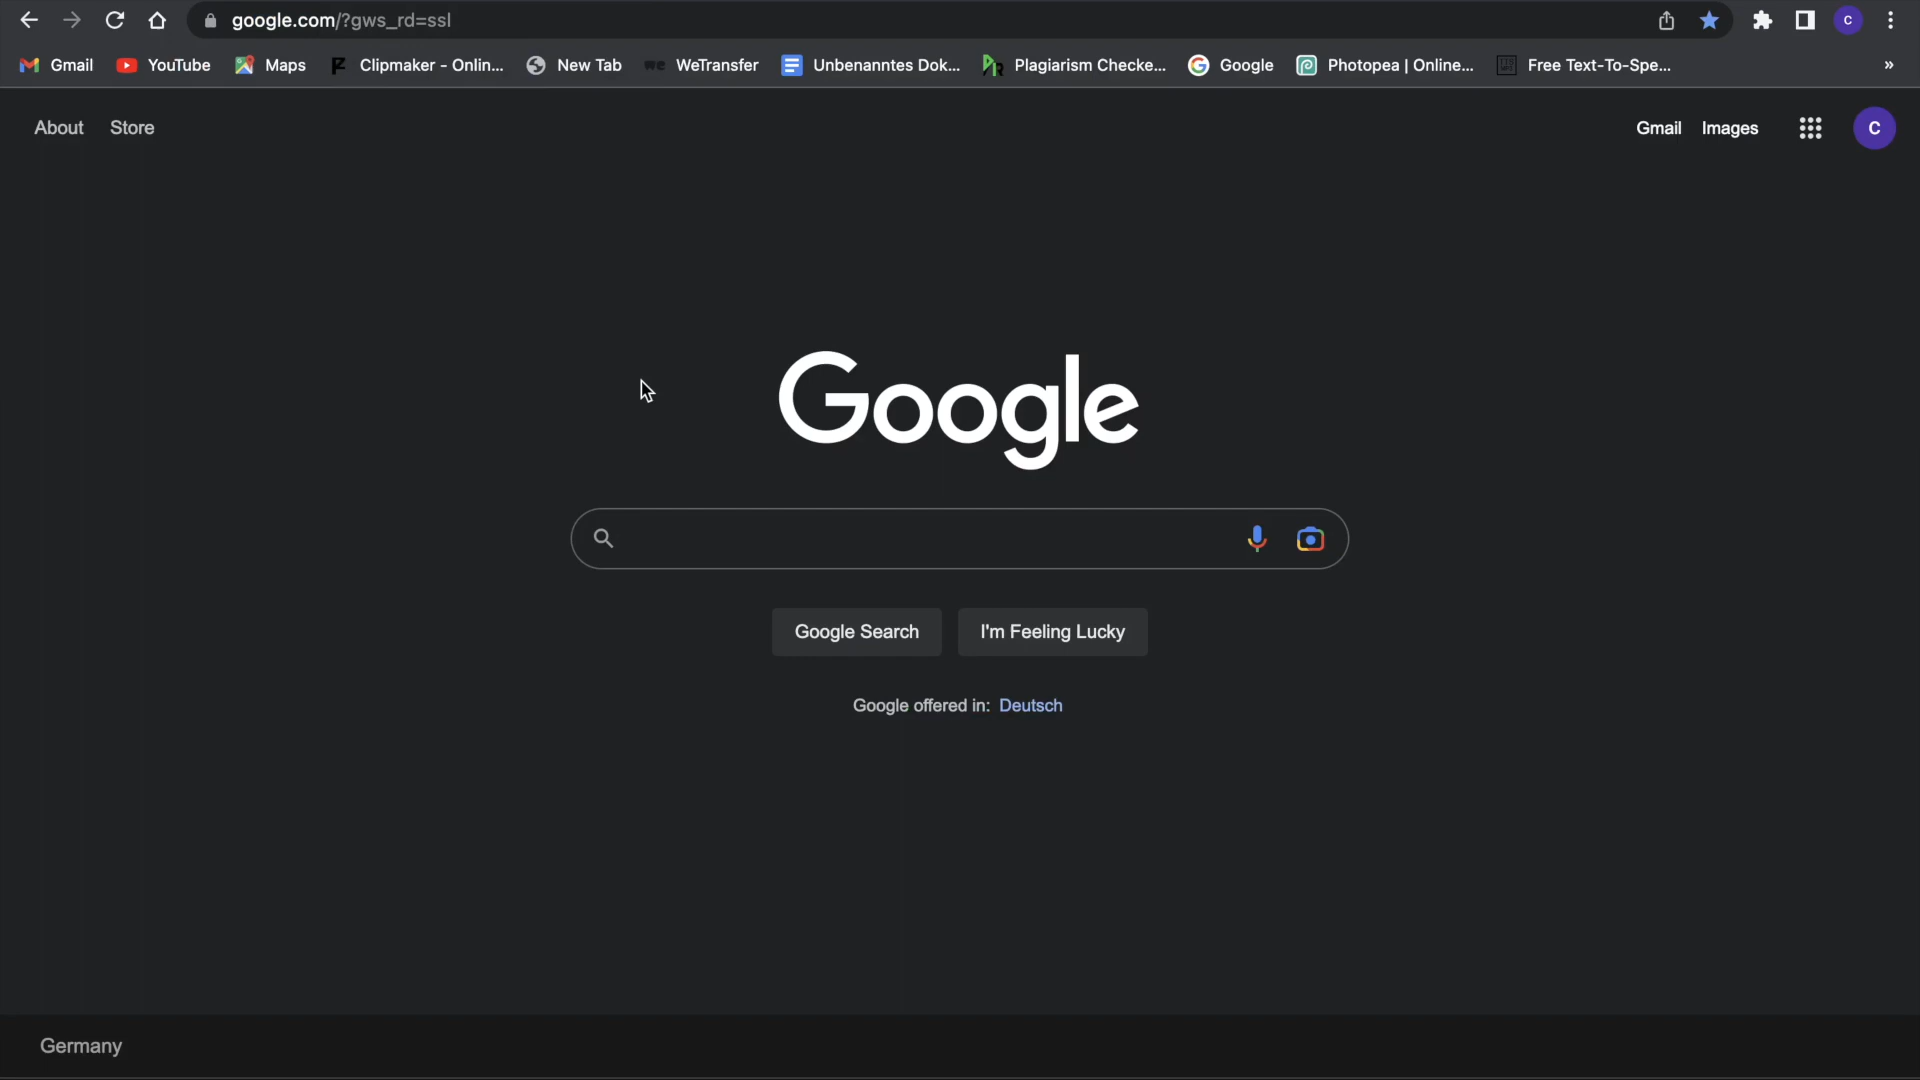 google.com/?gws_rd=ssl C
Gmail YouTube Maps Clipmaker - Onlin... New Tab WeTransfer Unbenanntes Dok... Plagiarism Checke... Google Photopea | Online... Free Text-To-Spe... »
About Store Gmail Images C
Google
Google Search I'm Feeling Lucky
Google offered in: Deutsch
Germany